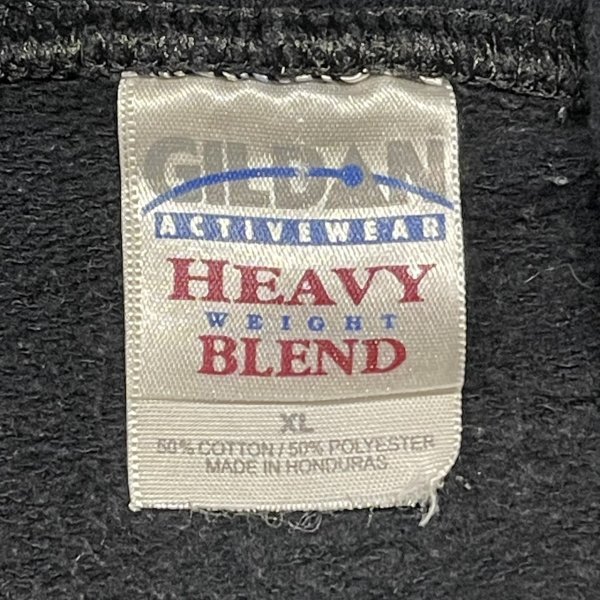 GILDAN
ACTIVEWEAR
HEAVY
WEIGHT
BLEND
XL
50% COTTON / 50% POLYESTER
MADE IN HONDURAS